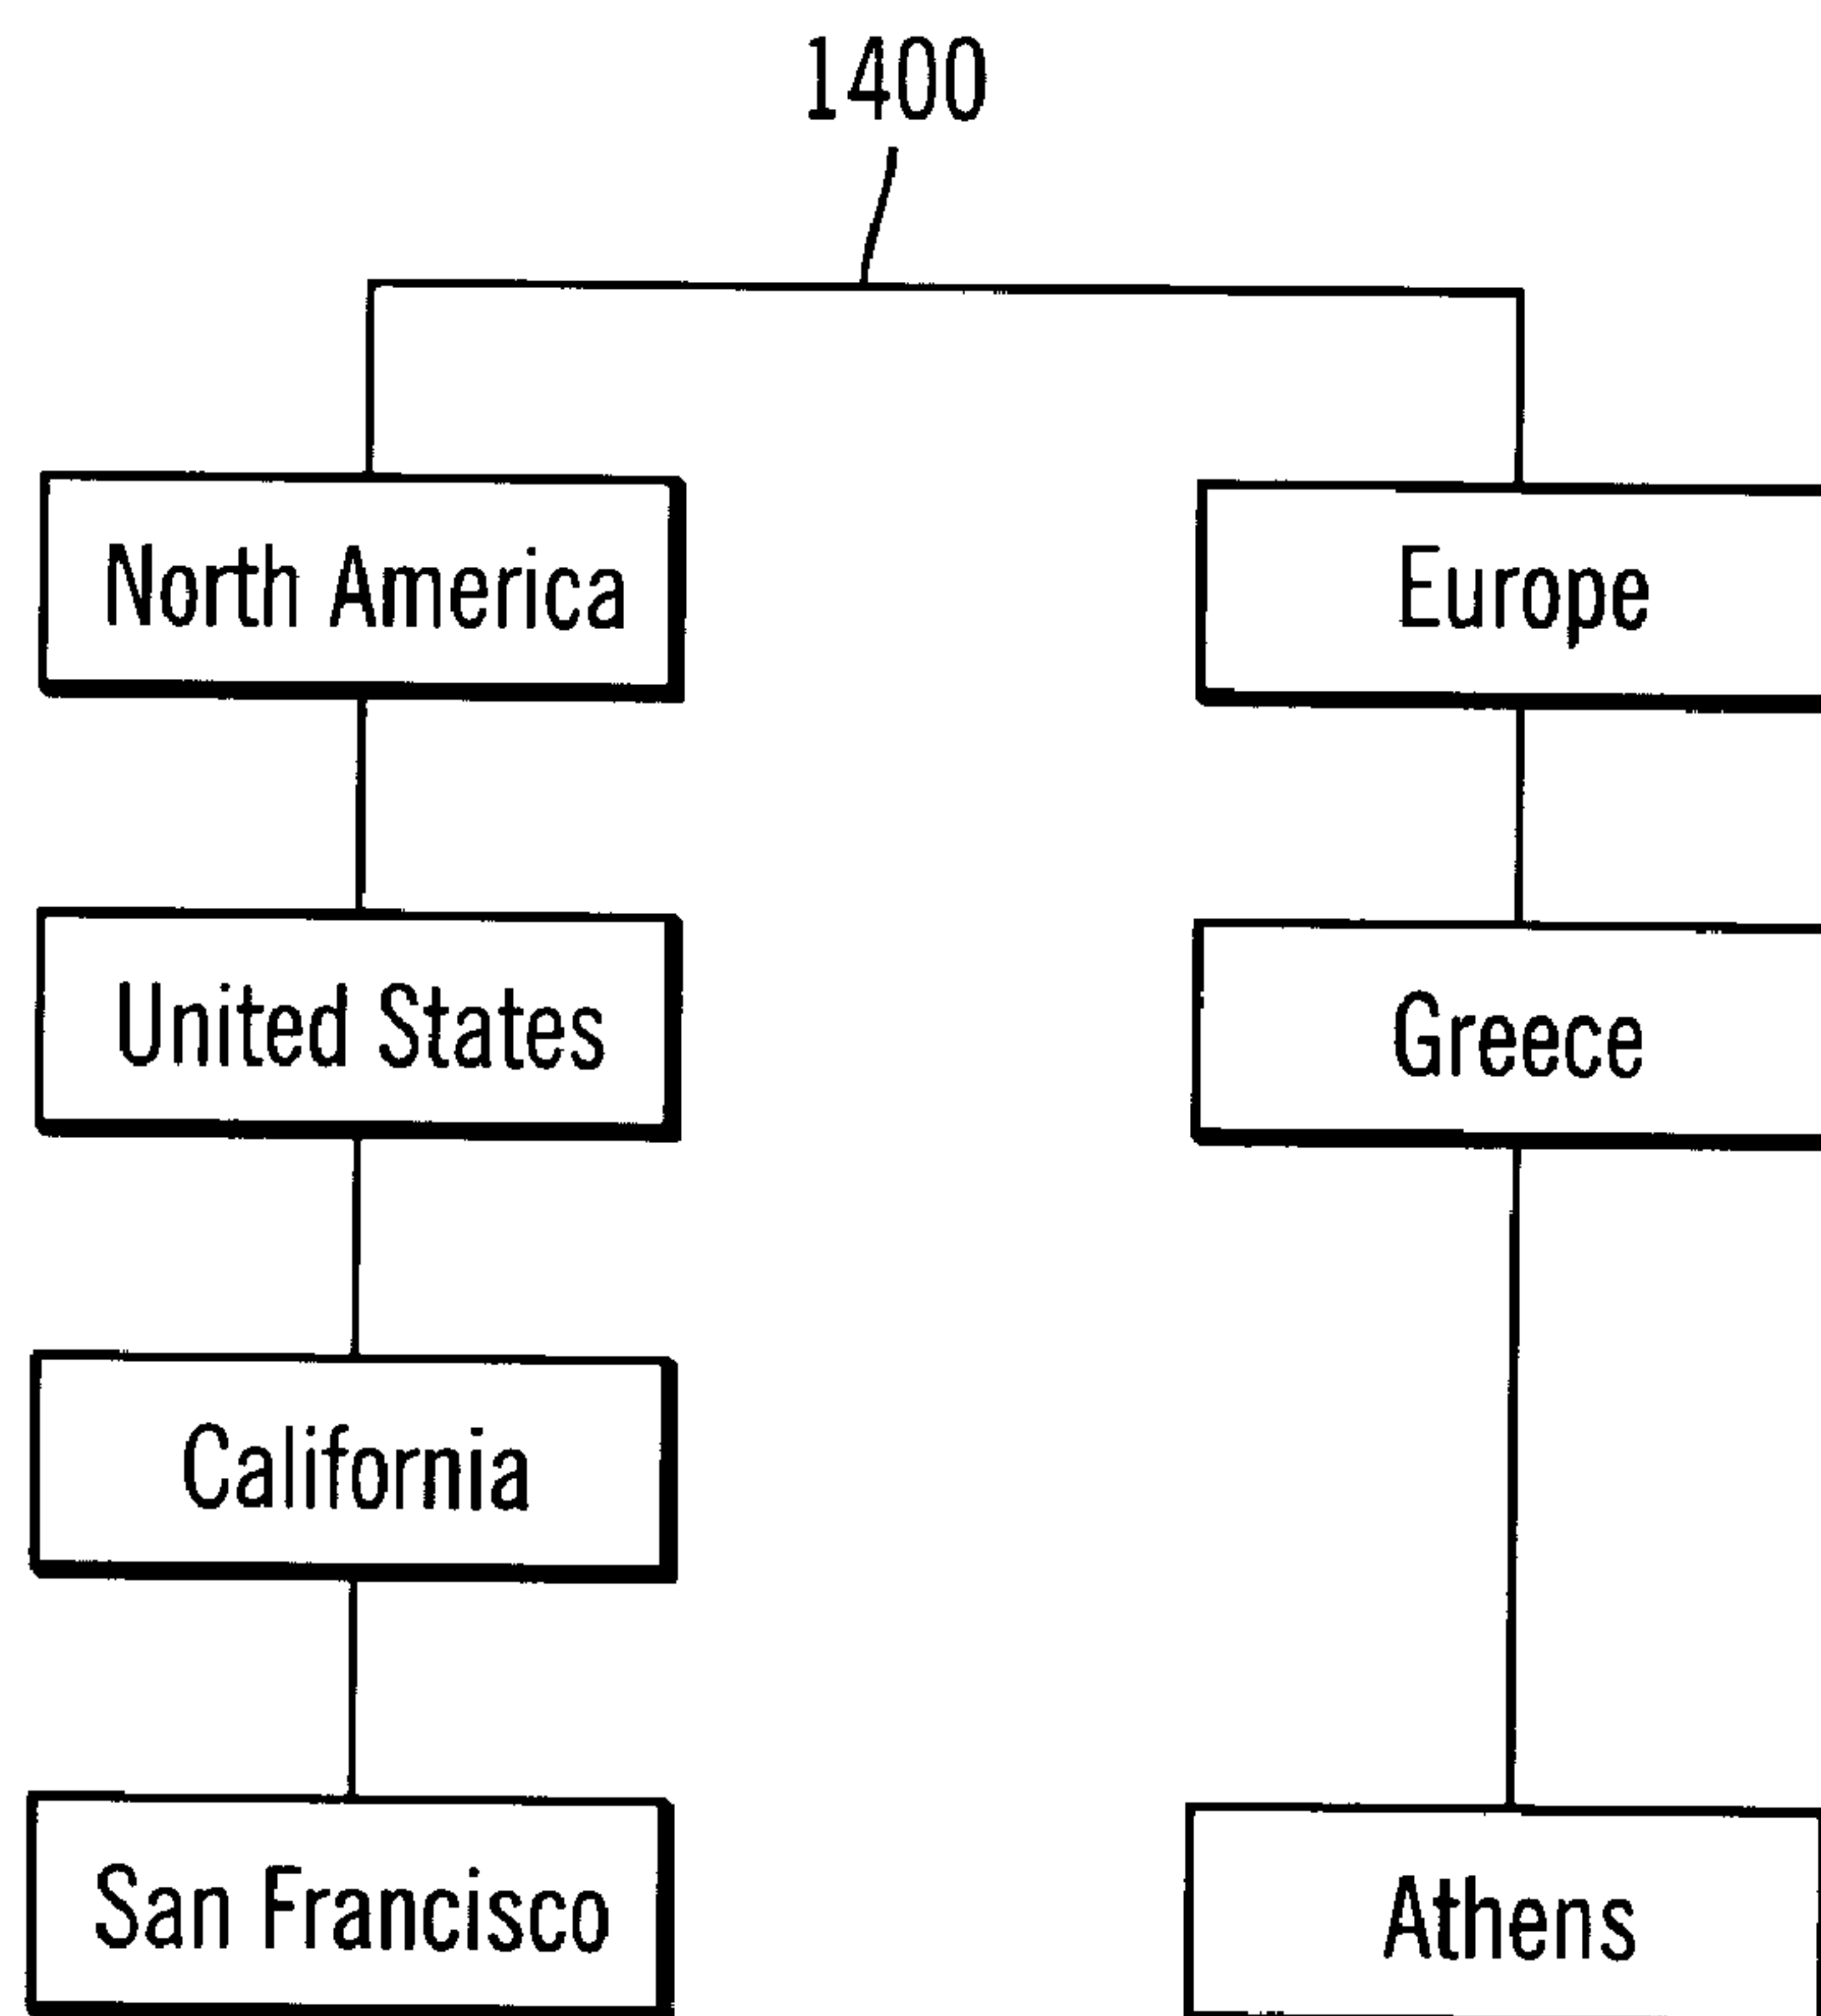 1400
North America
Europe
United States
Greece
California
San Francisco
Athens